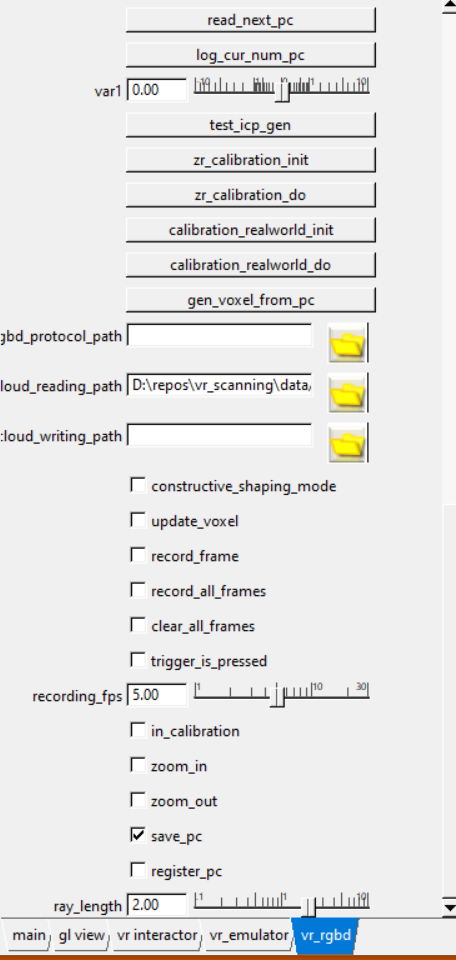 read_next_pc
log_cur_num_pc
var1 0.00
test_icp_gen
zr_calibration_init
zr_calibration_do
calibration_realworld_init
calibration_realworld_do
gen_voxel_from_pc
gbd_protocol_path
loud_reading_path D:\repos\vr_scanning\data/
:loud_writing_path
constructive_shaping_mode
update_voxel
record_frame
record_all_frames
clear_all_frames
trigger_is_pressed
recording_fps 5.00 1 10 30
in_calibration
zoom_in
zoom_out
save_pc
register_pc
ray_length 2.00
main gl view vr interactor vr_emulator vr_rgbd